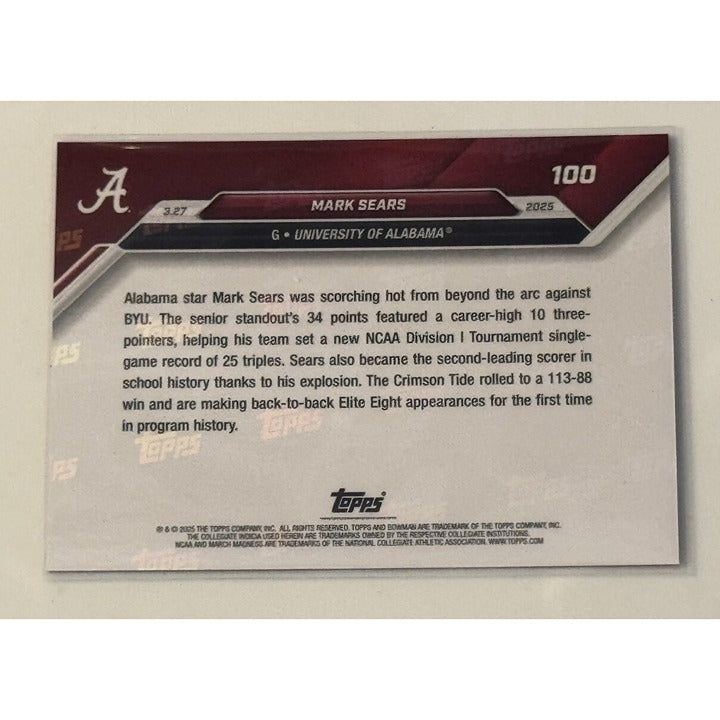 A
100
3.27 MARK SEARS 2025
G • UNIVERSITY OF ALABAMA®
Alabama star Mark Sears was scorching hot from beyond the arc against
BYU. The senior standout's 34 points featured a career-high 10 three-
pointers, helping his team set a new NCAA Division I Tournament single-
game record of 25 triples. Sears also became the second-leading scorer in
school history thanks to his explosion. The Crimson Tide rolled to a 113-88
win and are making back-to-back Elite Eight appearances for the first time
in program history.
Topps
® & © 2025 THE TOPPS COMPANY, INC. ALL RIGHTS RESERVED. TOPPS AND BOWMAN ARE TRADEMARK OF THE TOPPS COMPANY, INC.
THE COLLEGIATE INDICIA USED HEREIN ARE TRADEMARKS OWNED BY THE RESPECTIVE COLLEGIATE INSTITUTIONS.
NCAA AND MARCH MADNESS ARE TRADEMARKS OF THE NATIONAL COLLEGIATE ATHLETIC ASSOCIATION. WWW.TOPPS.COM